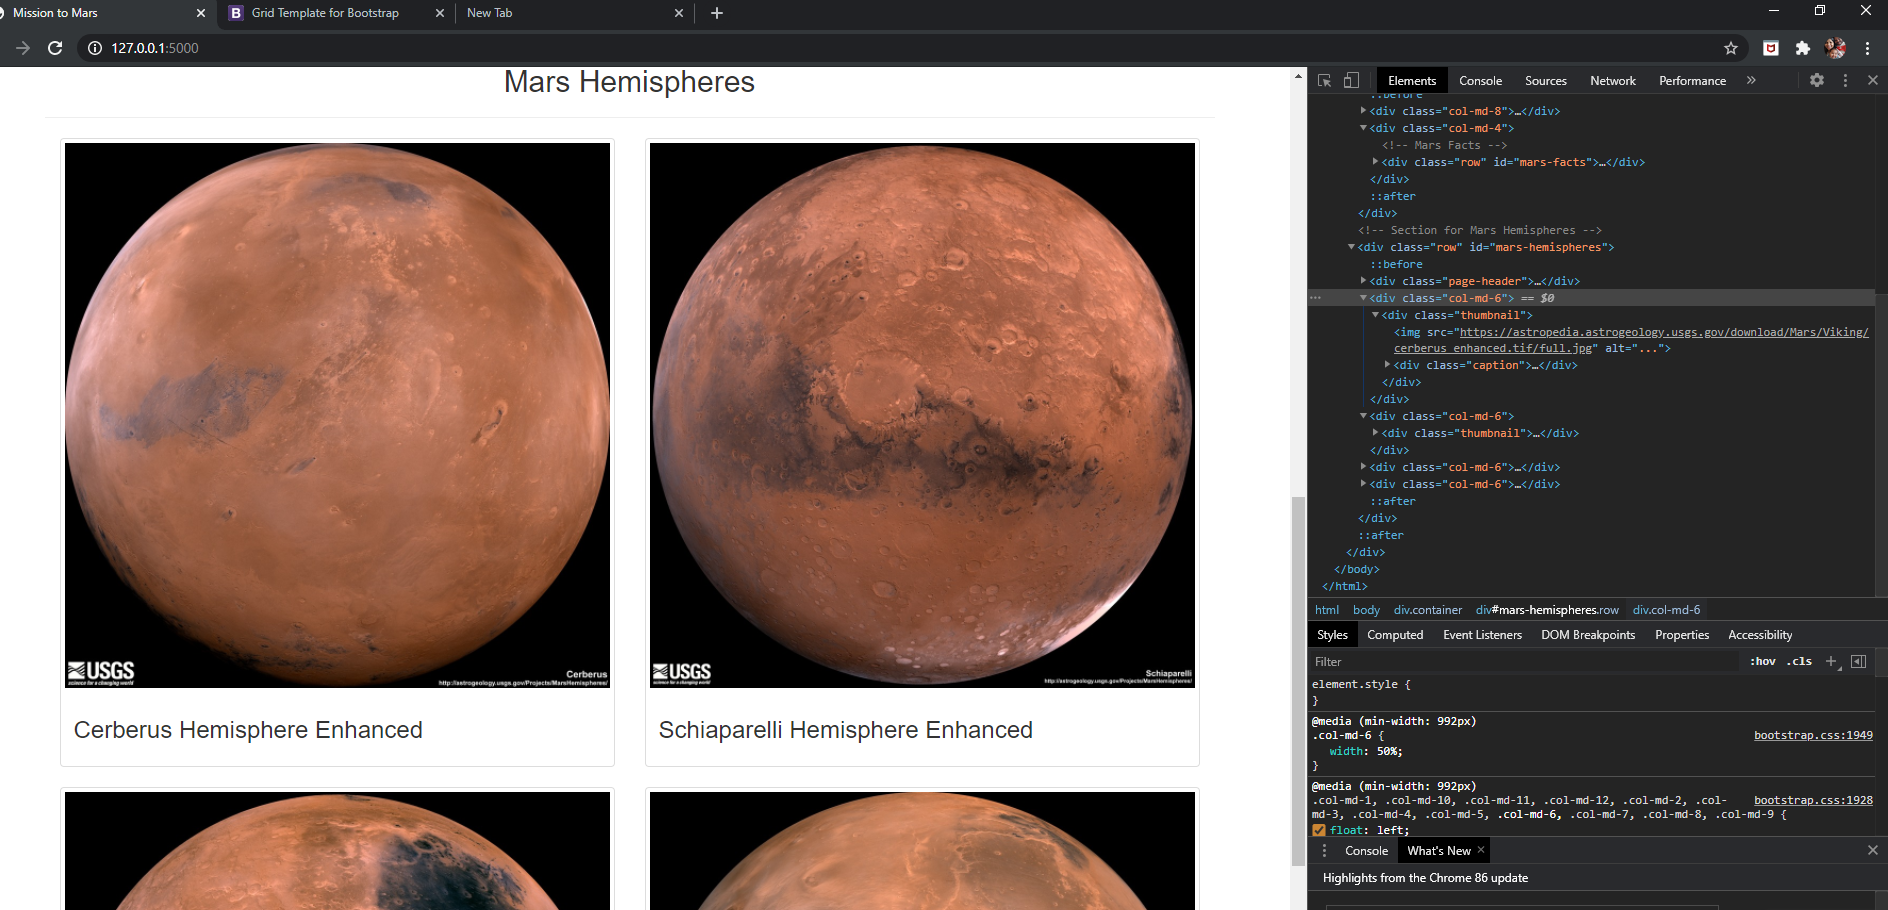 Mission to Mars
Grid Template for Bootstrap
New Tab
127.0.0.1:5000
Mars Hemispheres
USGS
science for a changing world
Cerberus
http://astrogeology.usgs.gov/Projects/MarsHemispheres/
Cerberus Hemisphere Enhanced
USGS
science for a changing world
Schiaparelli
http://astrogeology.usgs.gov/Projects/MarsHemispheres/
Schiaparelli Hemisphere Enhanced
Elements Console Sources Network Performance »
::before
<div class="col-md-8">…</div>
<div class="col-md-4">
<!-- Mars Facts -->
<div class="row" id="mars-facts">…</div>
</div>
::after
</div>
<!-- Section for Mars Hemispheres -->
<div class="row" id="mars-hemispheres">
::before
<div class="page-header">…</div>
<div class="col-md-6"> == $0
<div class="thumbnail">
<img src="https://astropedia.astrogeology.usgs.gov/download/Mars/Viking/
cerberus_enhanced.tif/full.jpg" alt="...">
<div class="caption">…</div>
</div>
</div>
<div class="col-md-6">
<div class="thumbnail">…</div>
</div>
<div class="col-md-6">…</div>
<div class="col-md-6">…</div>
::after
</div>
::after
</div>
</body>
</html>
html body div.container div#mars-hemispheres.row div.col-md-6
Styles Computed Event Listeners DOM Breakpoints Properties Accessibility
Filter :hov .cls +
element.style {
}
@media (min-width: 992px)
.col-md-6 { bootstrap.css:1949
width: 50%;
}
@media (min-width: 992px)
.col-md-1, .col-md-10, .col-md-11, .col-md-12, .col-md-2, .col- bootstrap.css:1928
md-3, .col-md-4, .col-md-5, .col-md-6, .col-md-7, .col-md-8, .col-md-9 {
float: left;
Console What's New
Highlights from the Chrome 86 update